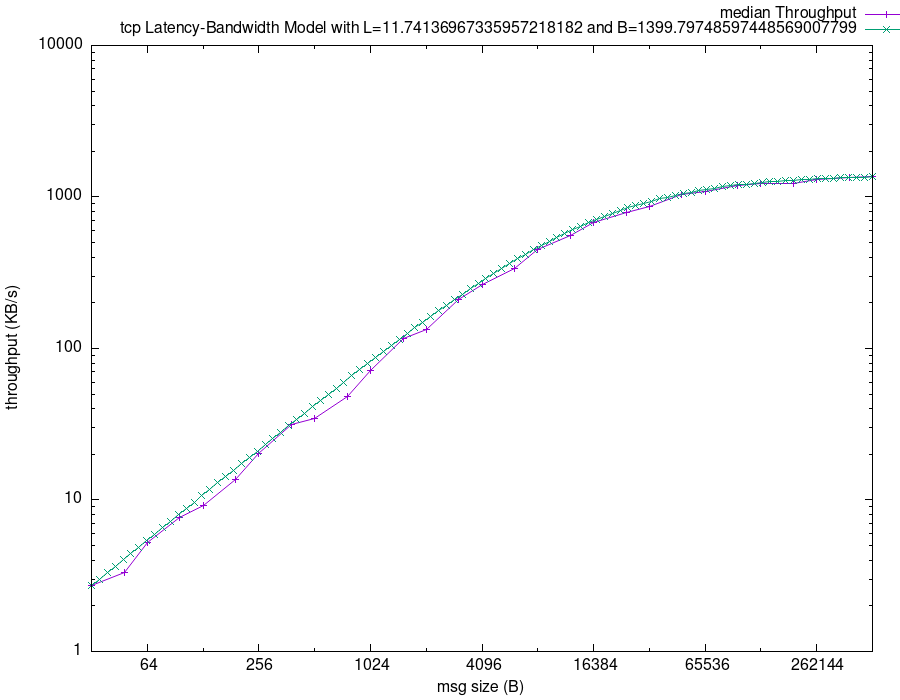 median Throughput
tcp Latency-Bandwidth Model with L=11.74136967335957218182 and B=1399.79748597448569007799
10000
1000
100
10
1
throughput (KB/s)
64 256 1024 4096 16384 65536 262144
msg size (B)